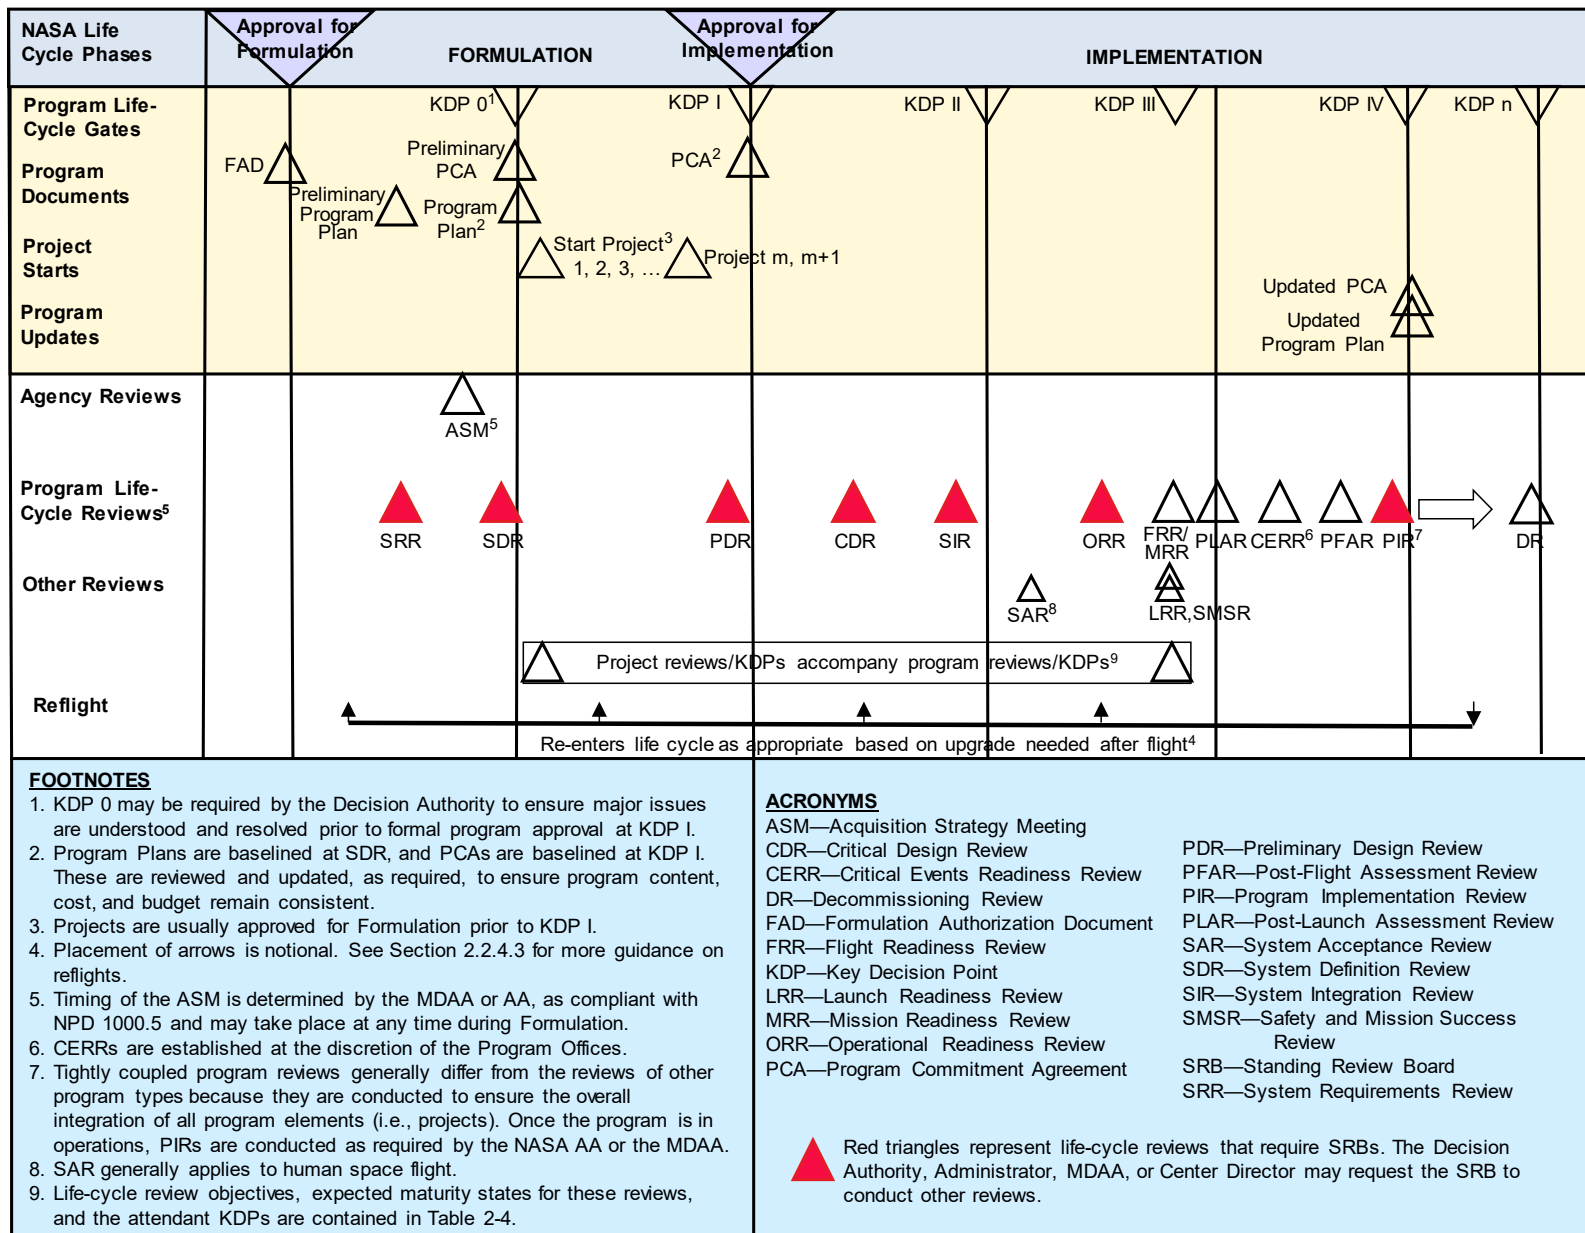 NASA Life
Cycle Phases
Approval for
Formulation
FORMULATION
Approval for
Implementation
IMPLEMENTATION
Program Life-
Cycle Gates
KDP 0¹
KDP I
KDP II
KDP III
KDP IV
KDP n
Program
Documents
FAD
Preliminary
PCA
PCA²
Preliminary
Program
Plan
Program
Plan²
Project
Starts
Start Project³
1, 2, 3, …
Project m, m+1
Program
Updates
Updated PCA
Updated
Program Plan
Agency Reviews
ASM⁵
Program Life-
Cycle Reviews⁵
SRR
SDR
PDR
CDR
SIR
ORR
FRR/
MRR
PLAR
CERR⁶
PFAR
PIR⁷
DR
Other Reviews
SAR⁸
LRR,SMSR
Project reviews/KDPs accompany program reviews/KDPs⁹
Reflight
Re-enters life cycle as appropriate based on upgrade needed after flight⁴
FOOTNOTES
1. KDP 0 may be required by the Decision Authority to ensure major issues
are understood and resolved prior to formal program approval at KDP I.
2. Program Plans are baselined at SDR, and PCAs are baselined at KDP I.
These are reviewed and updated, as required, to ensure program content,
cost, and budget remain consistent.
3. Projects are usually approved for Formulation prior to KDP I.
4. Placement of arrows is notional. See Section 2.2.4.3 for more guidance on
reflights.
5. Timing of the ASM is determined by the MDAA or AA, as compliant with
NPD 1000.5 and may take place at any time during Formulation.
6. CERRs are established at the discretion of the Program Offices.
7. Tightly coupled program reviews generally differ from the reviews of other
program types because they are conducted to ensure the overall
integration of all program elements (i.e., projects). Once the program is in
operations, PIRs are conducted as required by the NASA AA or the MDAA.
8. SAR generally applies to human space flight.
9. Life-cycle review objectives, expected maturity states for these reviews,
and the attendant KDPs are contained in Table 2-4.
ACRONYMS
ASM—Acquisition Strategy Meeting
CDR—Critical Design Review
CERR—Critical Events Readiness Review
DR—Decommissioning Review
FAD—Formulation Authorization Document
FRR—Flight Readiness Review
KDP—Key Decision Point
LRR—Launch Readiness Review
MRR—Mission Readiness Review
ORR—Operational Readiness Review
PCA—Program Commitment Agreement
PDR—Preliminary Design Review
PFAR—Post-Flight Assessment Review
PIR—Program Implementation Review
PLAR—Post-Launch Assessment Review
SAR—System Acceptance Review
SDR—System Definition Review
SIR—System Integration Review
SMSR—Safety and Mission Success
Review
SRB—Standing Review Board
SRR—System Requirements Review
Red triangles represent life-cycle reviews that require SRBs. The Decision
Authority, Administrator, MDAA, or Center Director may request the SRB to
conduct other reviews.